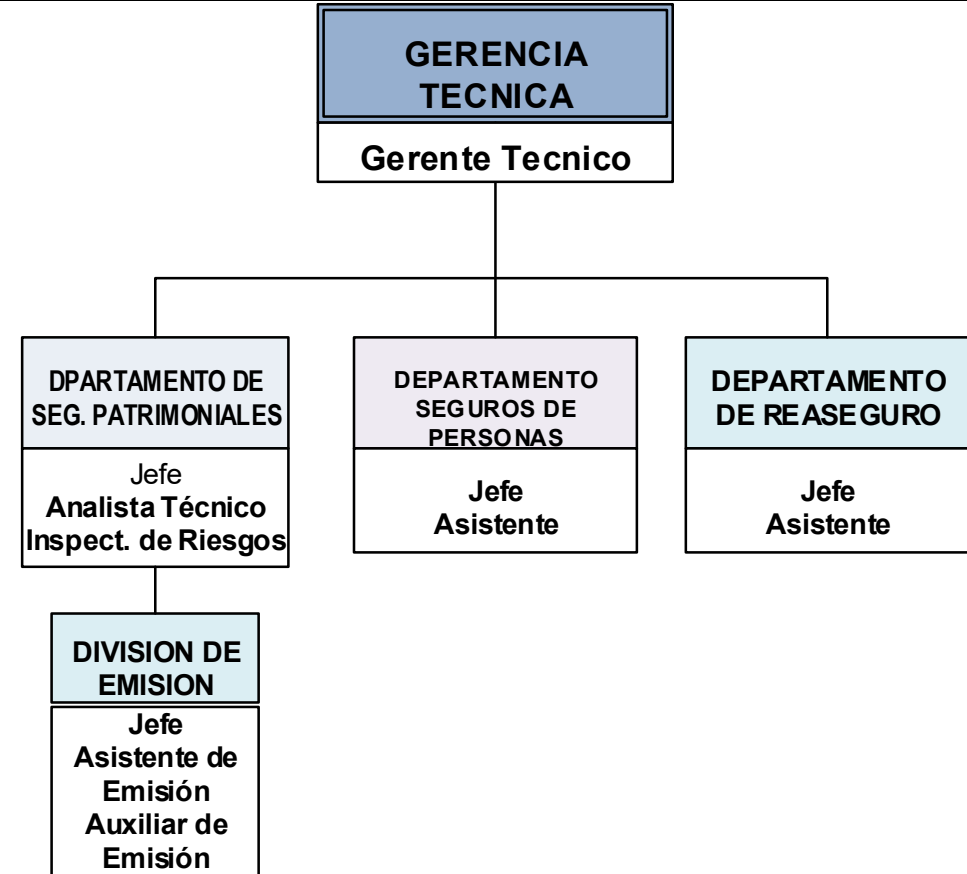 GERENCIA
TECNICA
Gerente Tecnico
DPARTAMENTO DE
SEG. PATRIMONIALES
Jefe
Analista Técnico
Inspect. de Riesgos
DEPARTAMENTO
SEGUROS DE
PERSONAS
Jefe
Asistente
DEPARTAMENTO
DE REASEGURO
Jefe
Asistente
DIVISION DE
EMISION
Jefe
Asistente de
Emisión
Auxiliar de
Emisión